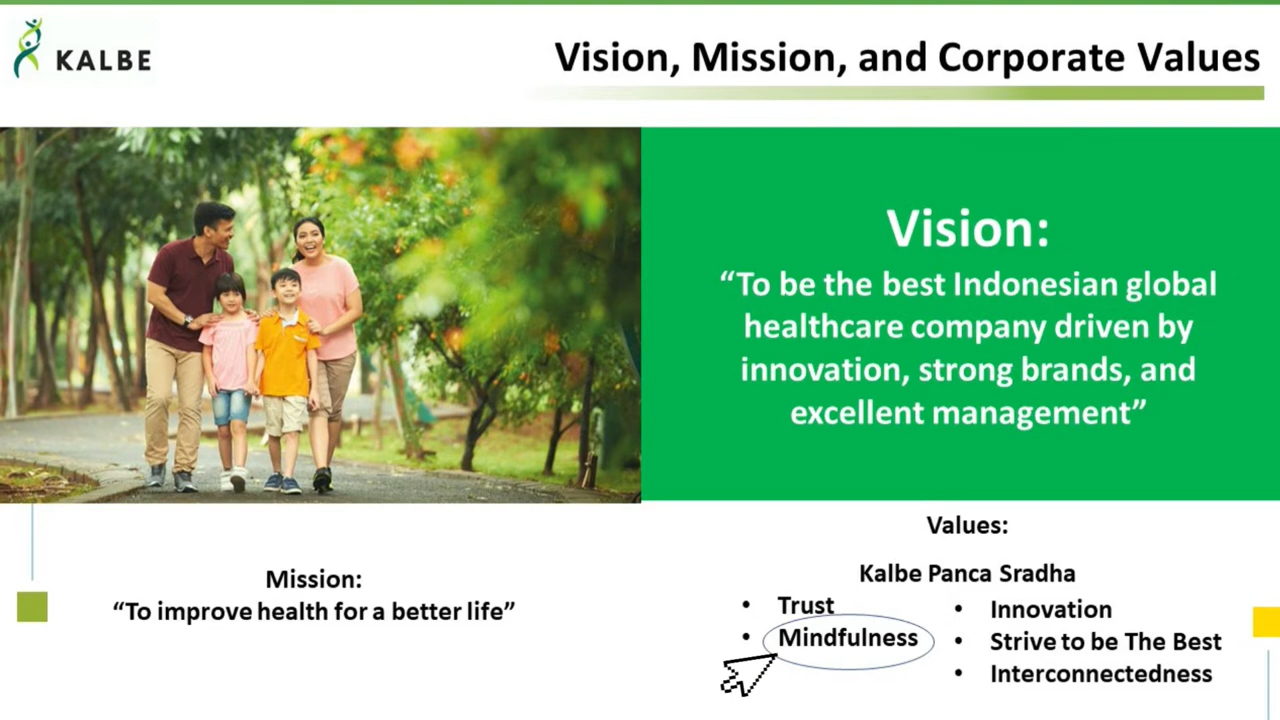 KALBE
Vision, Mission, and Corporate Values
Vision:
“To be the best Indonesian global
healthcare company driven by
innovation, strong brands, and
excellent management”
Mission:
“To improve health for a better life”
Values:
Kalbe Panca Sradha
• Trust
• Mindfulness
• Innovation
• Strive to be The Best
• Interconnectedness